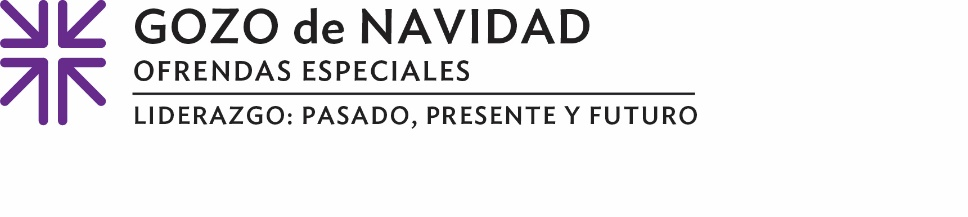 GOZO de NAVIDAD
OFRENDAS ESPECIALES
LIDERAZGO: PASADO, PRESENTE Y FUTURO